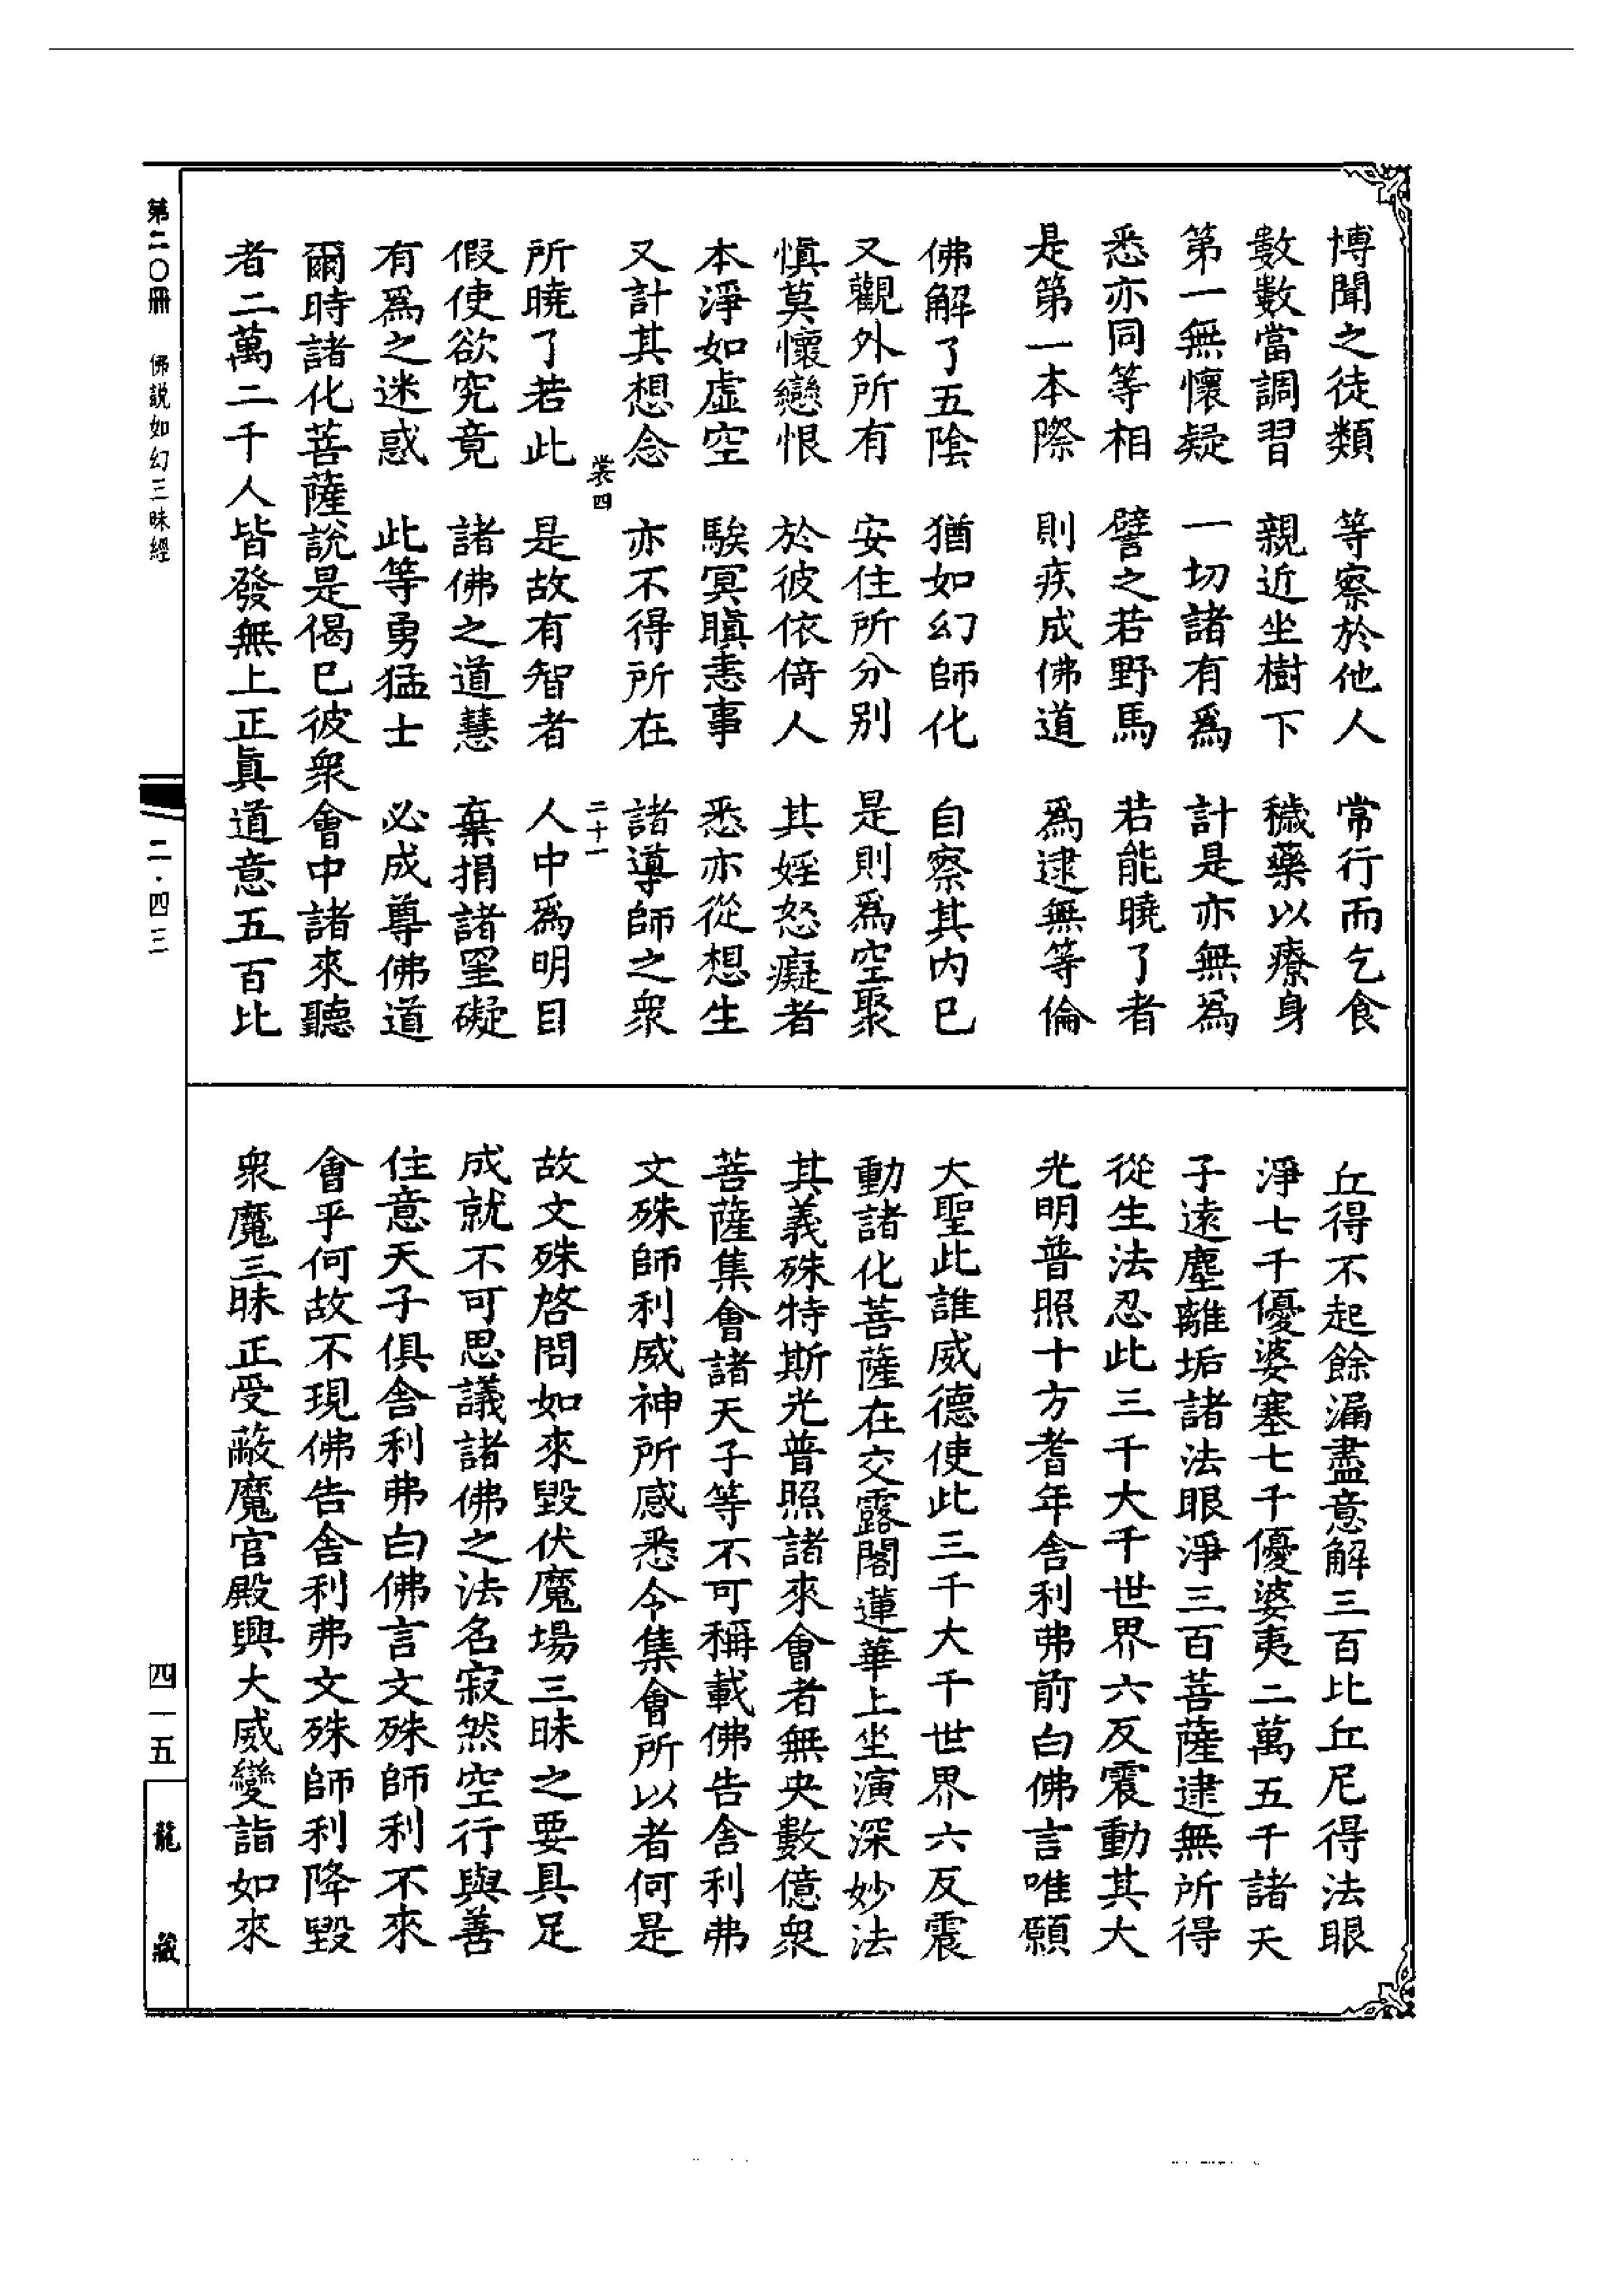 博聞之徒類　等察於他人　常行而乞食
數數當調習　親近坐樹下　穢藥以療身
第一無懷疑　一切諸有爲　計是亦無爲
悉亦同等相　譬之若野馬　若能曉了者
是第一本際　則疾成佛道　爲逮無等倫
佛解了五陰　猶如幻師化　自察其内已
又觀外所有　安住所分別　是則爲空聚
慎莫懷戀恨　於彼依倚人　其婬怒癡者
本淨如虛空　騃冥瞋恚事　悉亦從想生
又計其想念　亦不得所在　諸導師之衆
裳四　二十一
所曉了若此　是故有智者　人中爲明目
假使欲究竟　諸佛之道慧　棄捐諸罣礙
有爲之迷惑　此等勇猛士　必成尊佛道
爾時諸化菩薩說是偈已彼衆會中諸來聽
者二萬二千人皆發無上正眞道意五百比
丘得不起餘漏盡意解三百比丘尼得法眼
淨七千優婆塞七千優婆夷二萬五千諸天
子遠塵離垢諸法眼淨三百菩薩逮無所得
從生法忍此三千大千世界六反震動其大
光明普照十方耆年舍利弗前白佛言唯願
大聖此誰威德使此三千大千世界六反震
動諸化菩薩在交露閣蓮華上坐演深妙法
其義殊特斯光普照諸來會者無央數億衆
菩薩集會諸天子等不可稱載佛告舍利弗
文殊師利威神所感悉令集會所以者何是
故文殊啓問如來毀伏魔場三昧之要具足
成就不可思議諸佛之法名寂然空行與善
住意天子俱舍利弗白佛言文殊師利不來
會乎何故不現佛告舍利弗文殊師利降毀
衆魔三昧正受蔽魔官殿興大威變詣如來
第二〇冊　佛説如幻三昧經
二・四三
四一五
龍藏